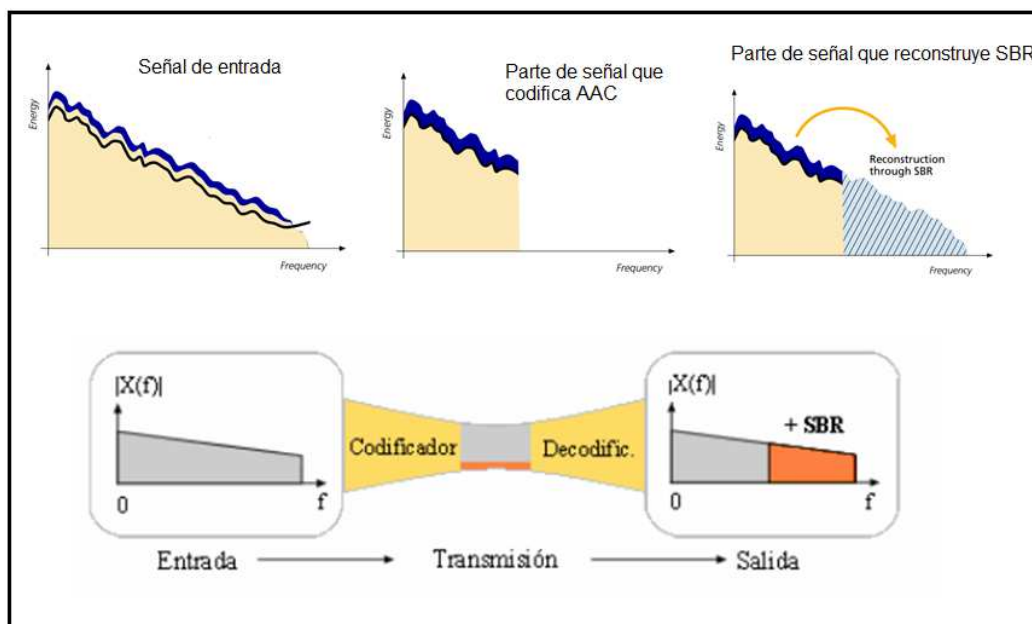 Señal de entrada
Energy
Frequency
Parte de señal que
codifica AAC
Energy
Frequency
Parte de señal que reconstruye SBR
Energy
Reconstruction
through SBR
Frequency
|X(f)|
0
f
Codificador
Decodific.
|X(f)|
+ SBR
0
f
Entrada
Transmisión
Salida